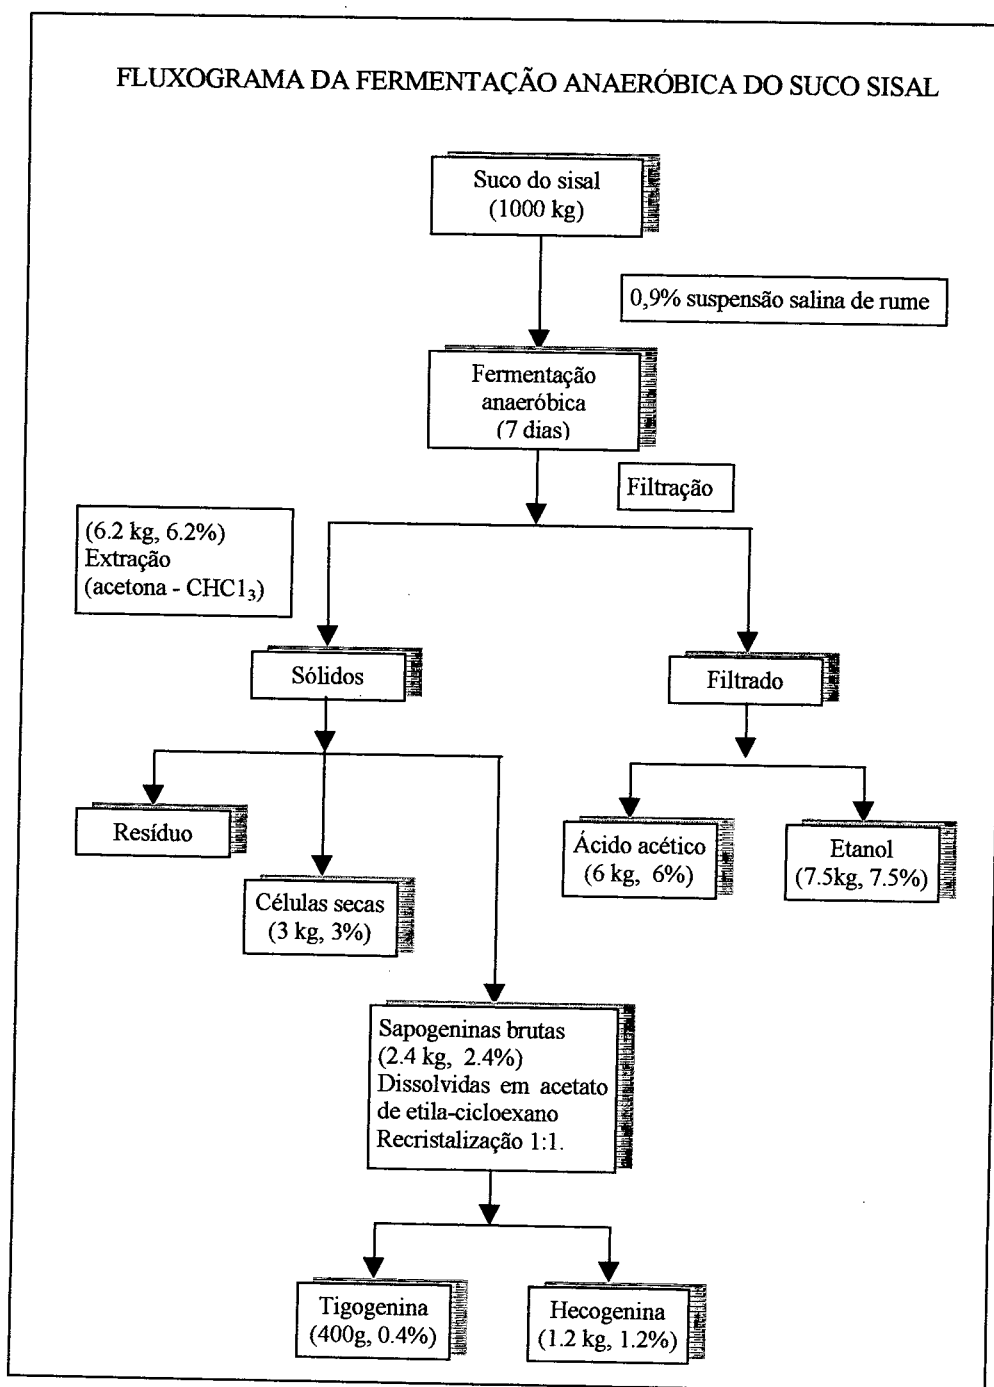 FLUXOGRAMA DA FERMENTAÇÃO ANAERÓBICA DO SUCO SISAL
Suco do sisal
(1000 kg)
0,9% suspensão salina de rume
Fermentação
anaeróbica
(7 dias)
Filtração
(6.2 kg, 6.2%)
Extração
(acetona - CHC1₃)
Sólidos
Filtrado
Resíduo
Células secas
(3 kg, 3%)
Ácido acético
(6 kg, 6%)
Etanol
(7.5kg, 7.5%)
Sapogeninas brutas
(2.4 kg, 2.4%)
Dissolvidas em acetato
de etila-cicloexano
Recristalização 1:1.
Tigogenina
(400g, 0.4%)
Hecogenina
(1.2 kg, 1.2%)